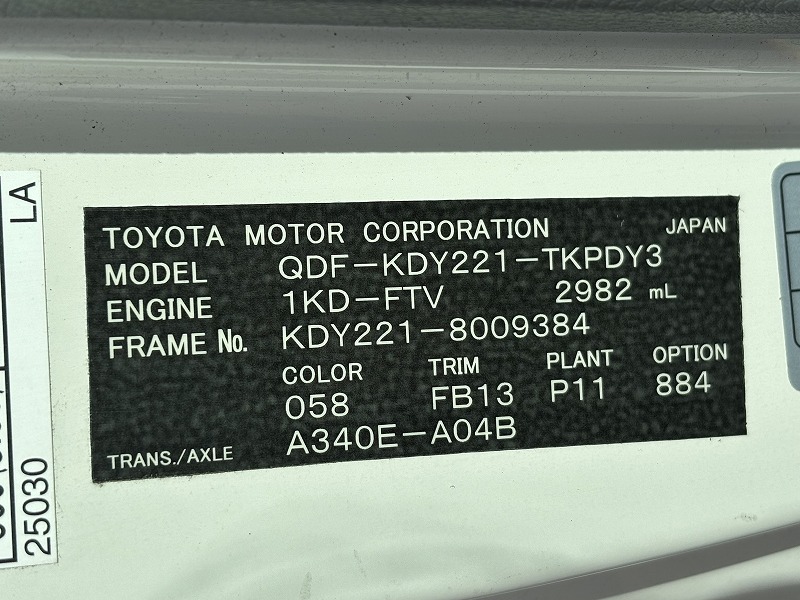 TOYOTA MOTOR CORPORATION JAPAN
MODEL QDF-KDY221-TKPDY3
ENGINE 1KD-FTV 2982 mL
FRAME No. KDY221-8009384
COLOR TRIM PLANT OPTION
058 FB13 P11 884
TRANS./AXLE A340E-A04B
LA
25030